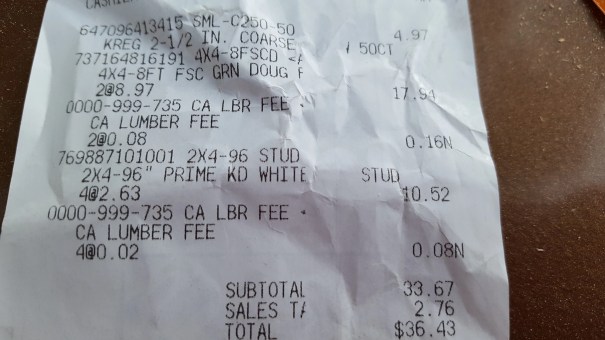 647096413415 SML-C250-50
KREG 2-1/2 IN. COARSE / 50CT 4.97
737164816191 4X4-8FSCD <A
4X4-8FT FSC GRN DOUG F
2@8.97 17.94
0000-999-735 CA LBR FEE
CA LUMBER FEE
2@0.08 0.16N
769887101001 2X4-96 STUD
2X4-96" PRIME KD WHITE STUD
4@2.63 10.52
0000-999-735 CA LBR FEE
CA LUMBER FEE
4@0.02 0.08N
SUBTOTAL 33.67
SALES TA 2.76
TOTAL $36.43